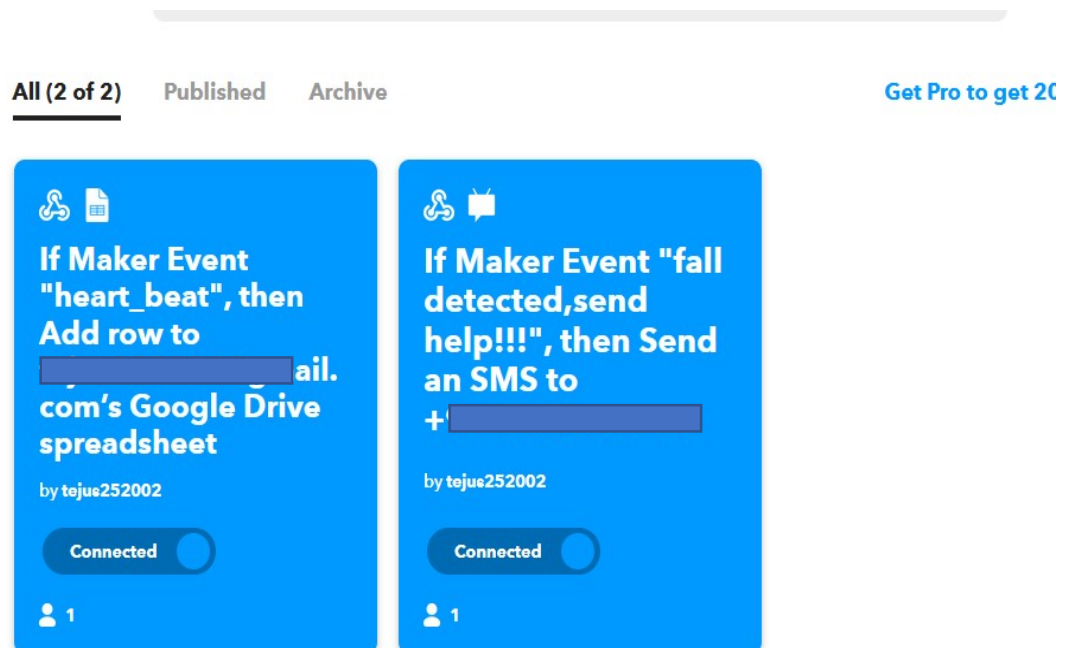 All (2 of 2) Published Archive Get Pro to get 20
If Maker Event
"heart_beat", then
Add row to
ail.
com's Google Drive
spreadsheet
by tejus252002
Connected
1
If Maker Event "fall
detected,send
help!!!", then Send
an SMS to
+
by tejus252002
Connected
1